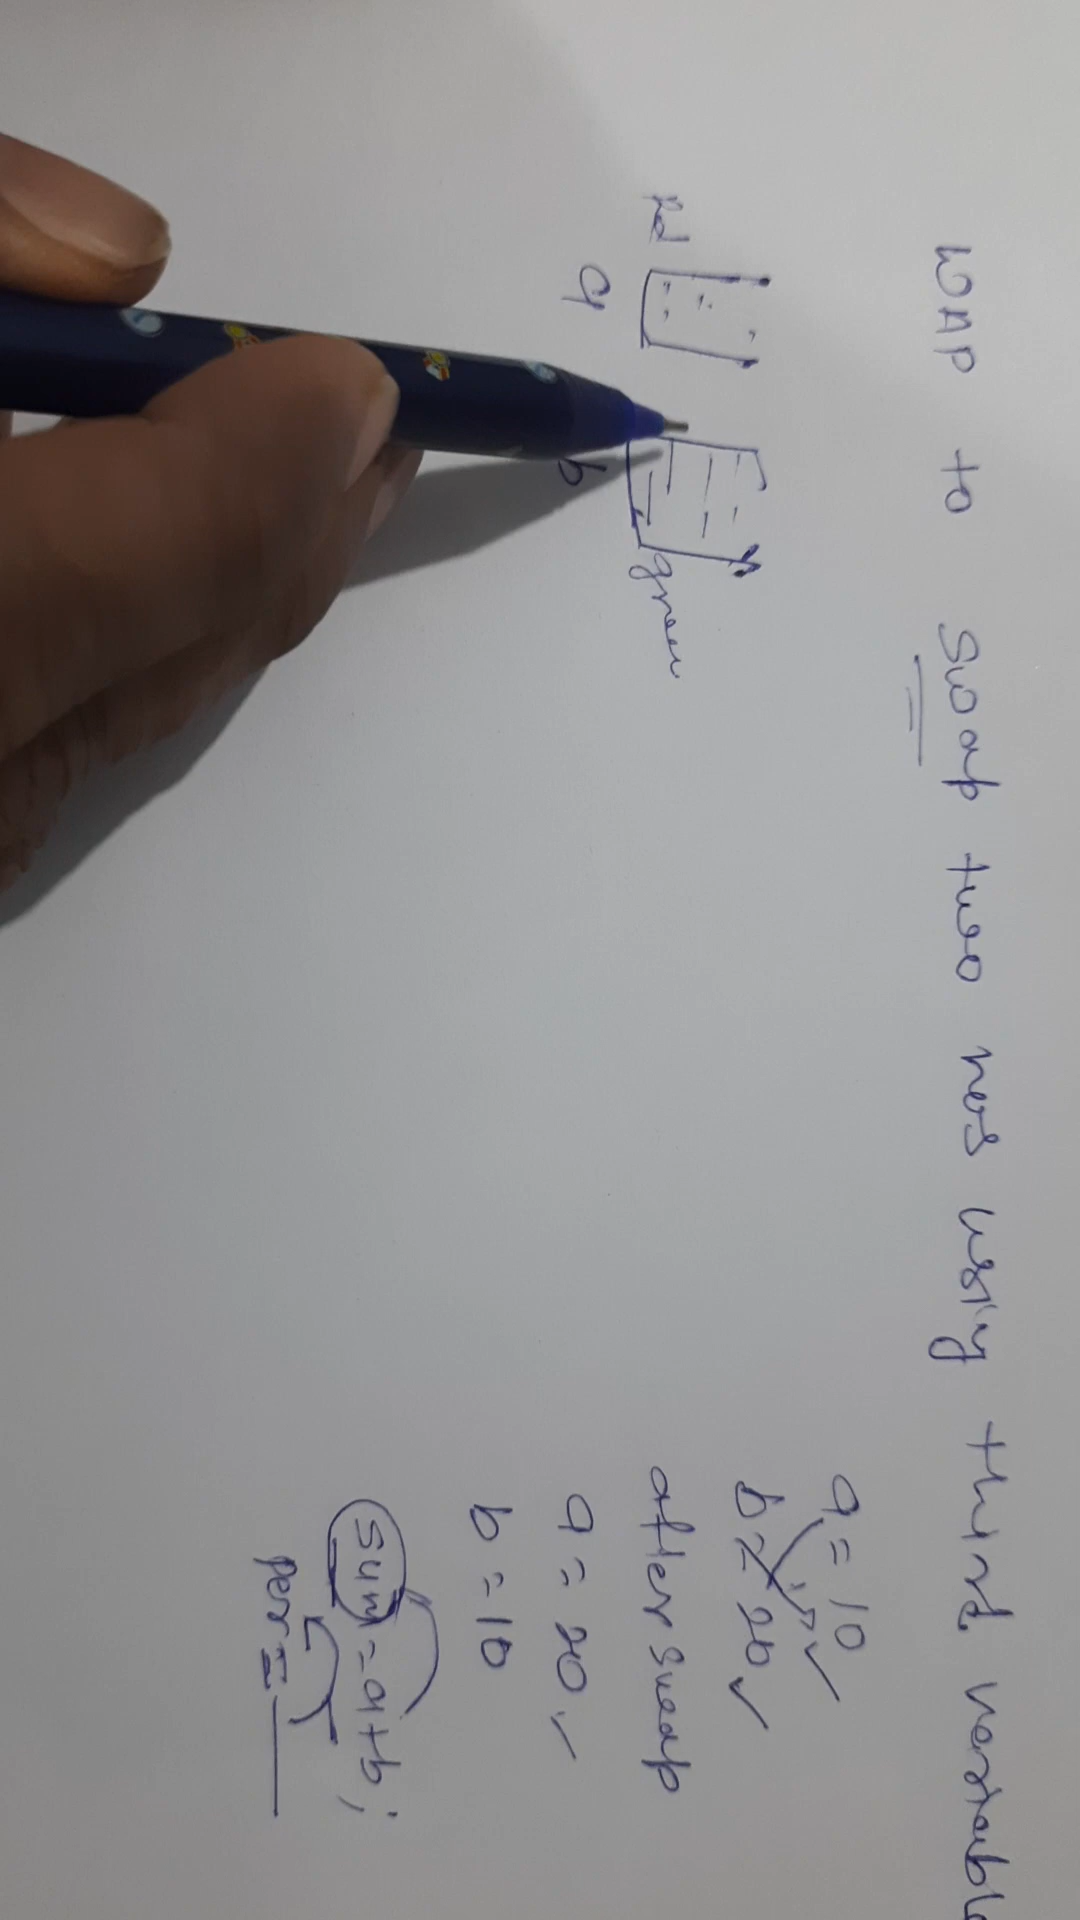 WAP to swap two nos using third variable
a = 10
b = 20
after swap
a = 20
b = 10
Red
green
a
b
sum = a+b;